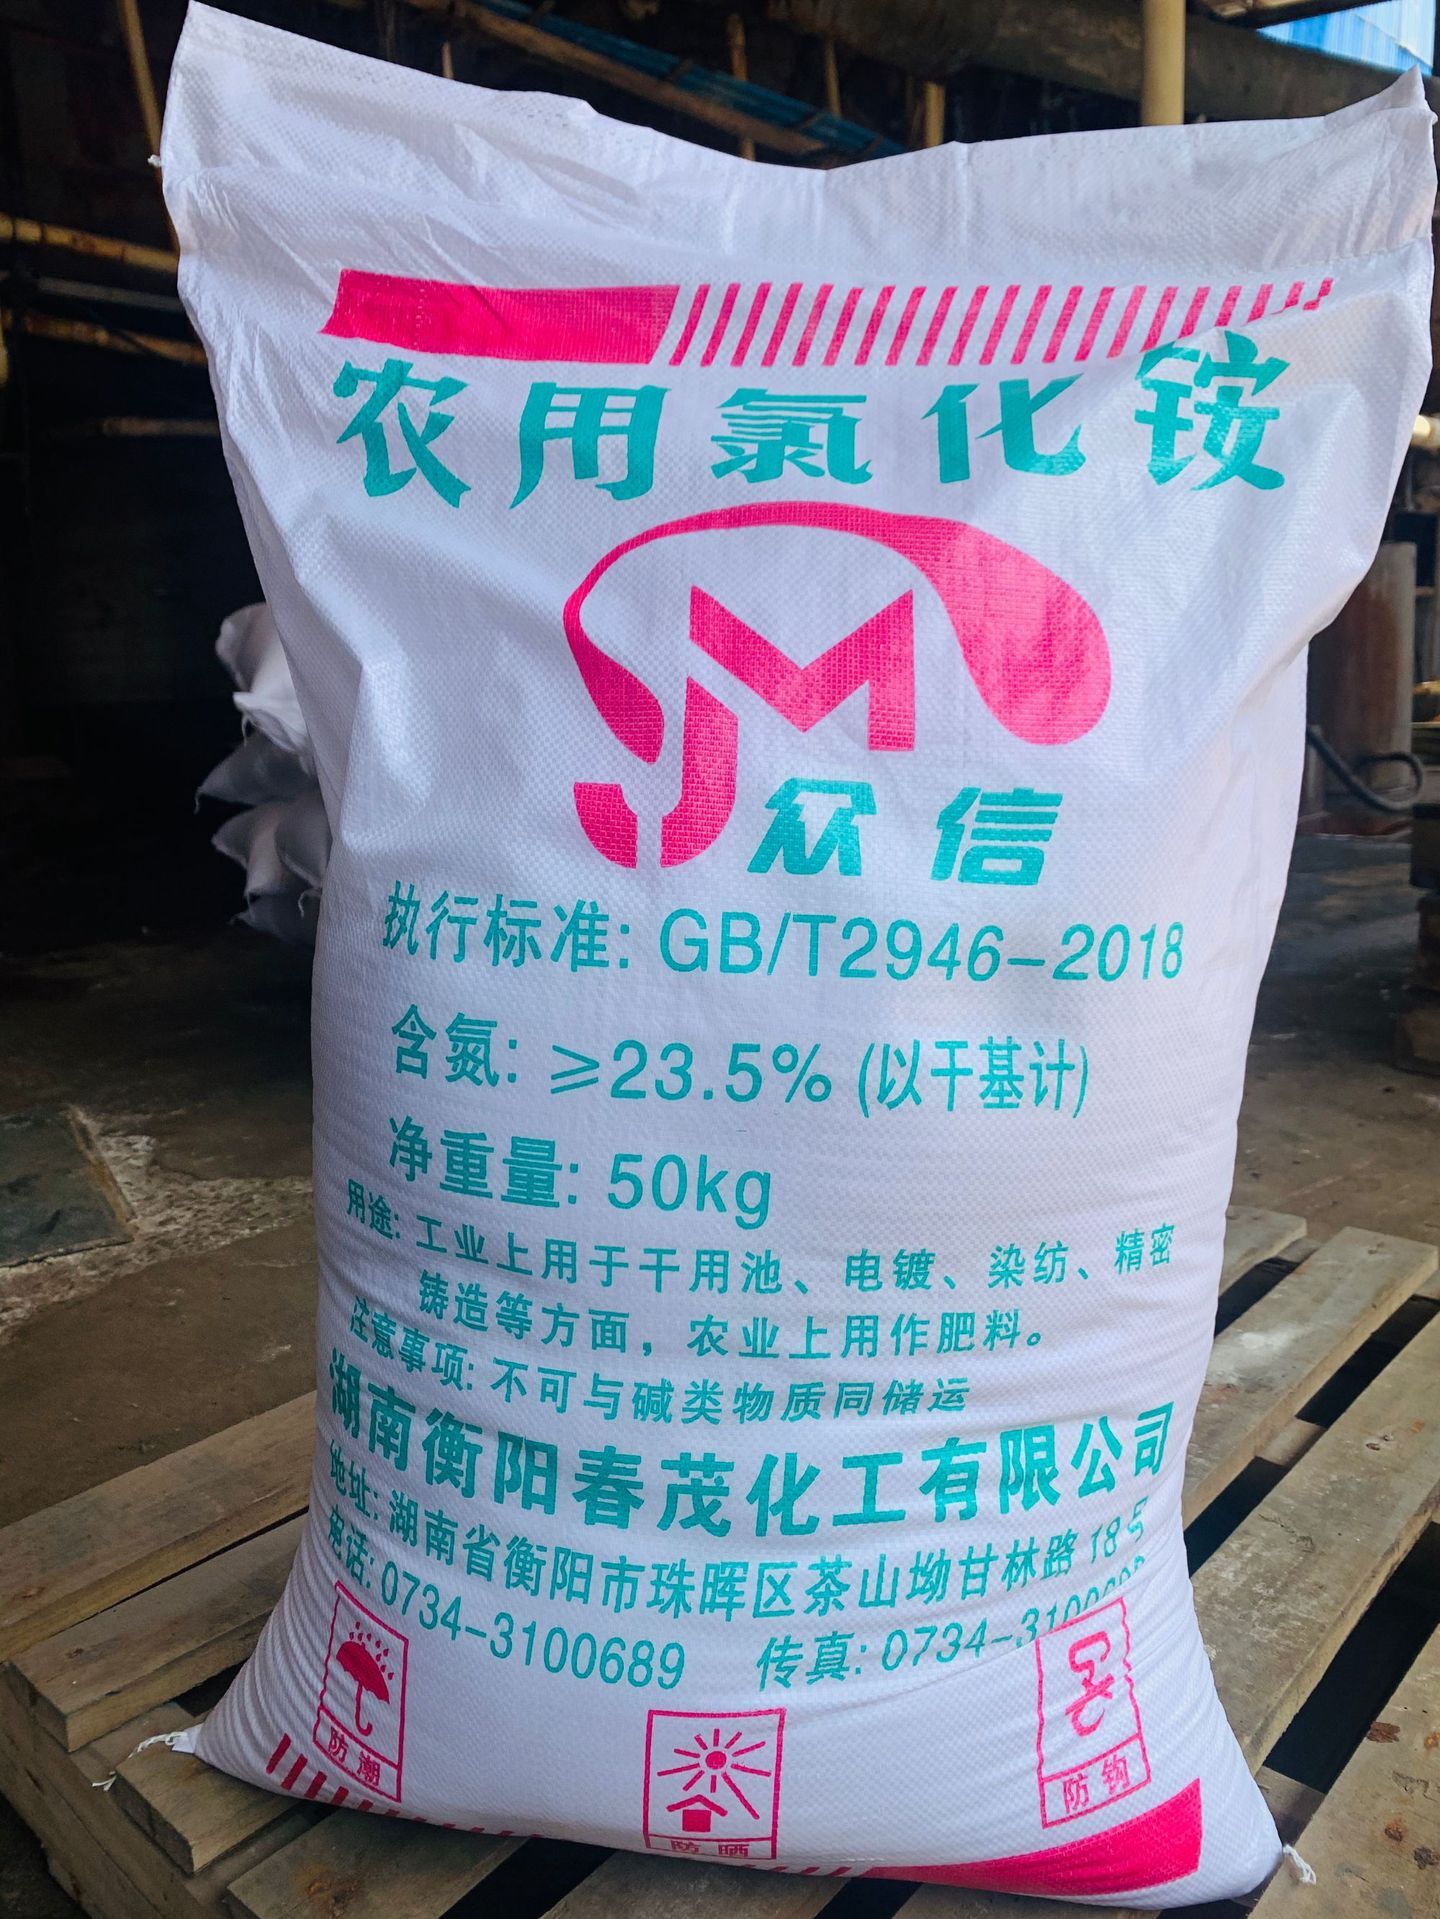 农用氯化铵
众信
执行标准: GB/T2946-2018
含氮: ≥23.5% (以干基计)
净重量: 50kg
用途: 工业上用于干用池、电镀、染纺、精密
铸造等方面，农业上用作肥料。
注意事项: 不可与碱类物质同储运
湖南衡阳春茂化工有限公司
地址: 湖南省衡阳市珠晖区茶山坳甘林路 18号
电话: 0734-3100689 传真: 0734-
防潮
防晒
防钩